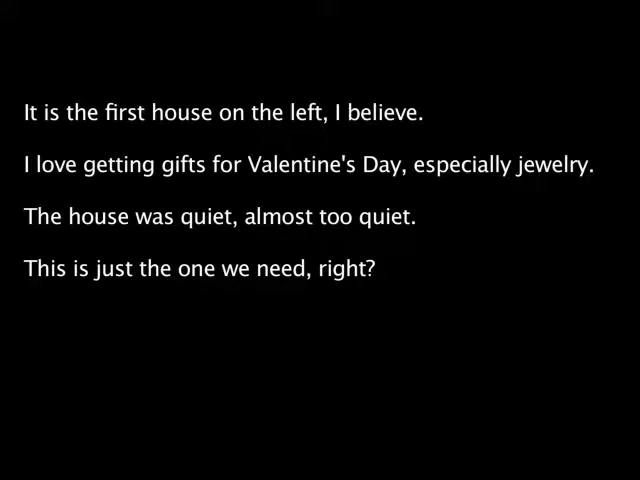 It is the first house on the left, I believe.
I love getting gifts for Valentine's Day, especially jewelry.
The house was quiet, almost too quiet.
This is just the one we need, right?